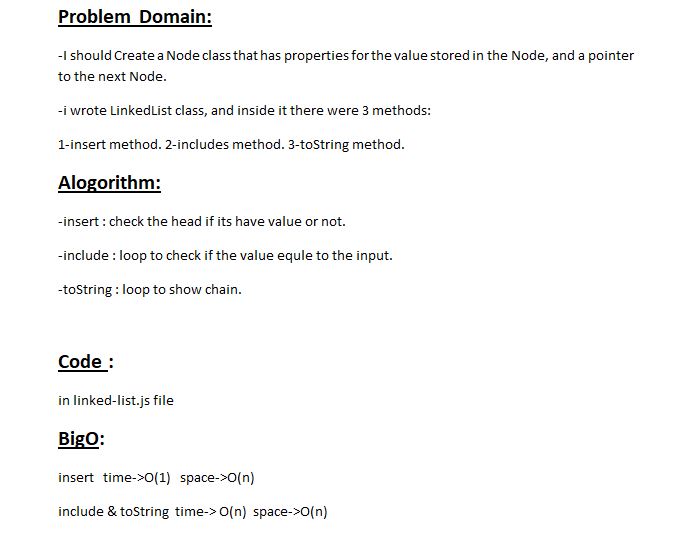 Problem Domain:
-I should Create a Node class that has properties for the value stored in the Node, and a pointer
to the next Node.
-i wrote LinkedList class, and inside it there were 3 methods:
1-insert method. 2-includes method. 3-toString method.
Alogorithm:
-insert : check the head if its have value or not.
-include : loop to check if the value equle to the input.
-toString : loop to show chain.
Code :
in linked-list.js file
BigO:
insert time->O(1) space->O(n)
include & toString time-> O(n) space->O(n)